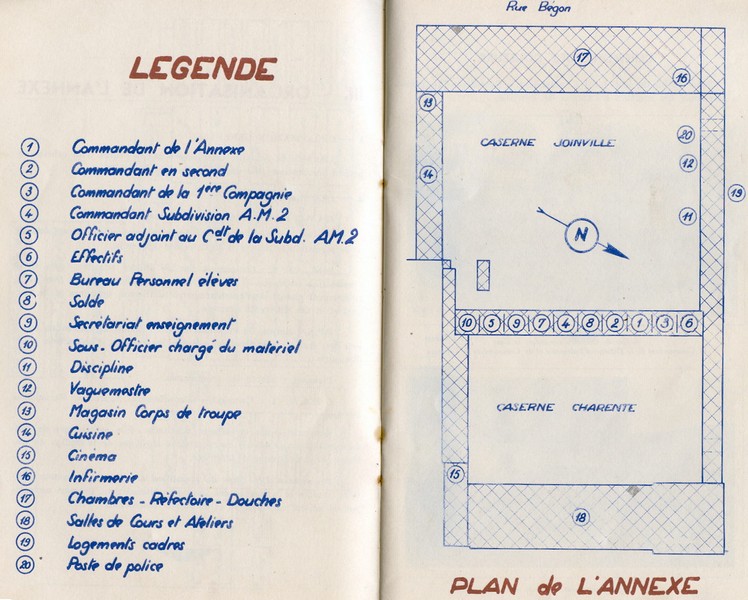 LEGENDE
1 Commandant de l'Annexe
2 Commandant en second
3 Commandant de la 1ère Compagnie
4 Commandant Subdivision A.M.2
5 Officier adjoint au Cdt de la Subd. A.M.2
6 Effectifs
7 Bureau Personnel élèves
8 Solde
9 Secrétariat enseignement
10 Sous-Officier chargé du matériel
11 Discipline
12 Vaguemestre
13 Magasin Corps de troupe
14 Cuisine
15 Cinéma
16 Infirmerie
17 Chambres - Réfectoire - Douches
18 Salles de Cours et Ateliers
19 Logements cadres
20 Poste de police
Rue Bégon
17
16
13
20
CASERNE JOINVILLE
12
14
19
11
N
10 5 9 7 4 8 2 1 3 6
CASERNE CHARENTE
15
18
PLAN de L'ANNEXE